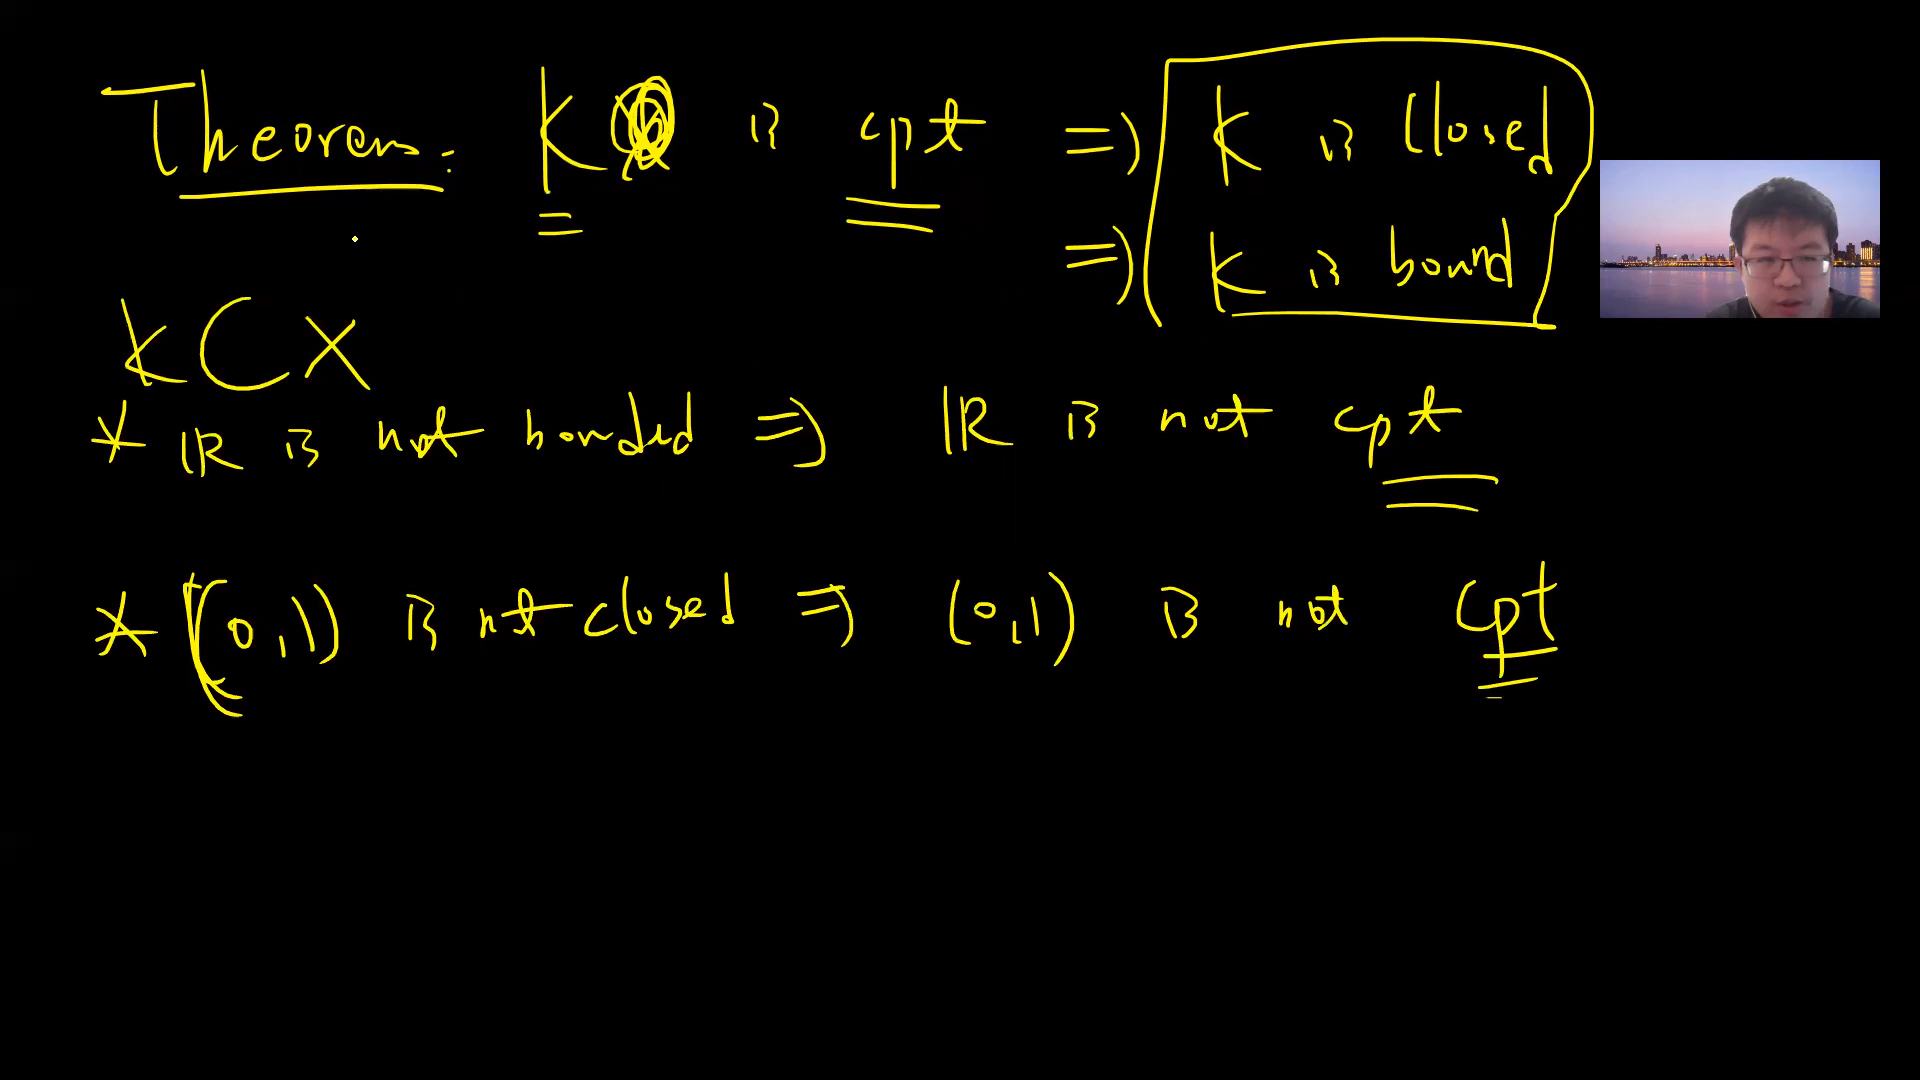 Theorem: K is cpt => K is closed
=> K is bound
K ⊂ X
* ℝ is not bonded => ℝ is not cpt
* (0,1) is not closed => (0,1) is not cpt